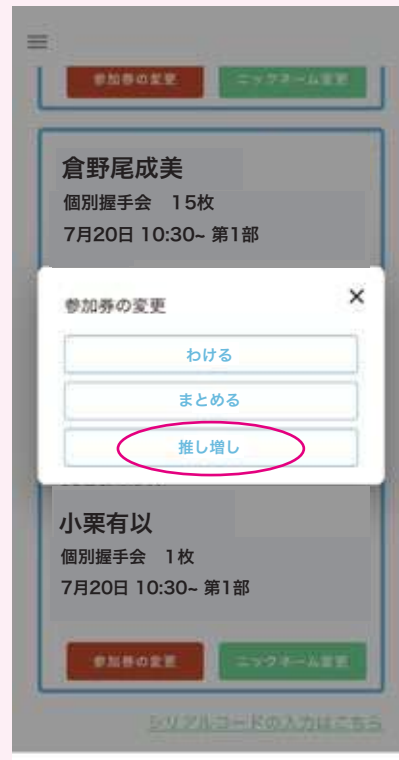 参加券の変更 ニックネーム変更
倉野尾成美
個別握手会 15枚
7月20日 10:30~ 第1部
参加券の変更 ×
わける
まとめる
推し増し
小栗有以
個別握手会 1枚
7月20日 10:30~ 第1部
参加券の変更 ニックネーム変更
シリアルコードの入力はこちら